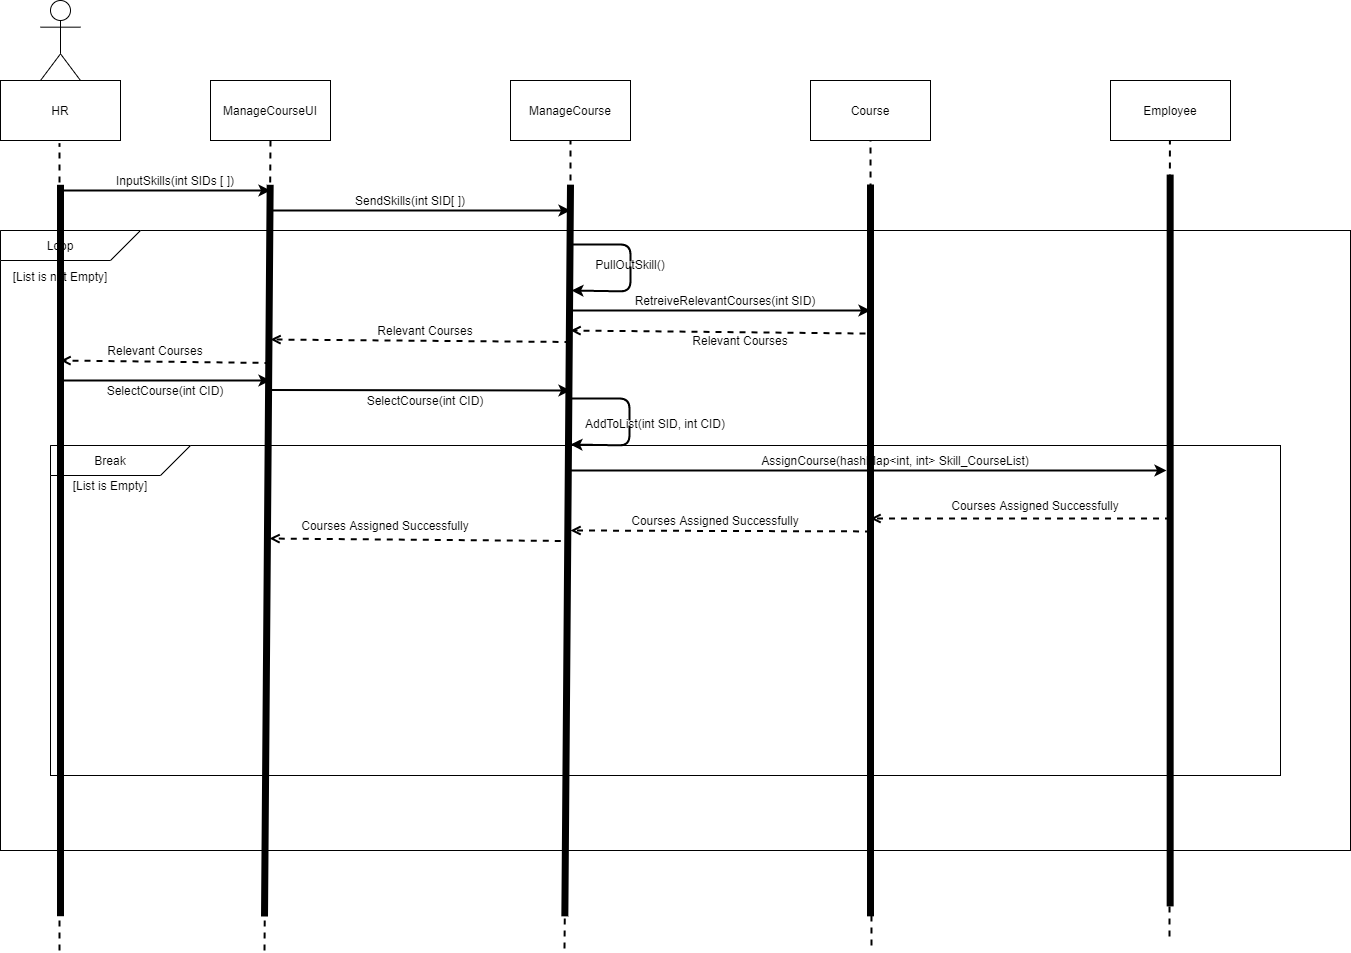 HR
ManageCourseUI
ManageCourse
Course
Employee
InputSkills(int SIDs [ ])
SendSkills(int SID[ ])
Loop
[List is not Empty]
PullOutSkill()
RetreiveRelevantCourses(int SID)
Relevant Courses
Relevant Courses
Relevant Courses
SelectCourse(int CID)
SelectCourse(int CID)
AddToList(int SID, int CID)
Break
[List is Empty]
AssignCourse(hashMap<int, int> Skill_CourseList)
Courses Assigned Successfully
Courses Assigned Successfully
Courses Assigned Successfully